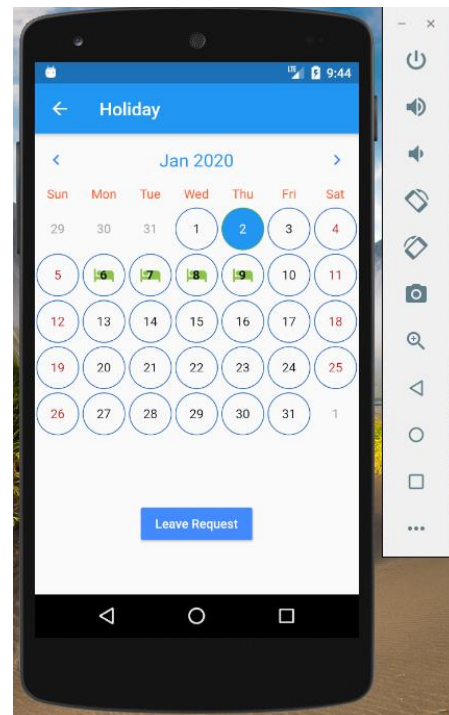 LTE 9:44
Holiday
Jan 2020
Sun Mon Tue Wed Thu Fri Sat
29 30 31 1 2 3 4
5 6 7 8 9 10 11
12 13 14 15 16 17 18
19 20 21 22 23 24 25
26 27 28 29 30 31 1
Leave Request